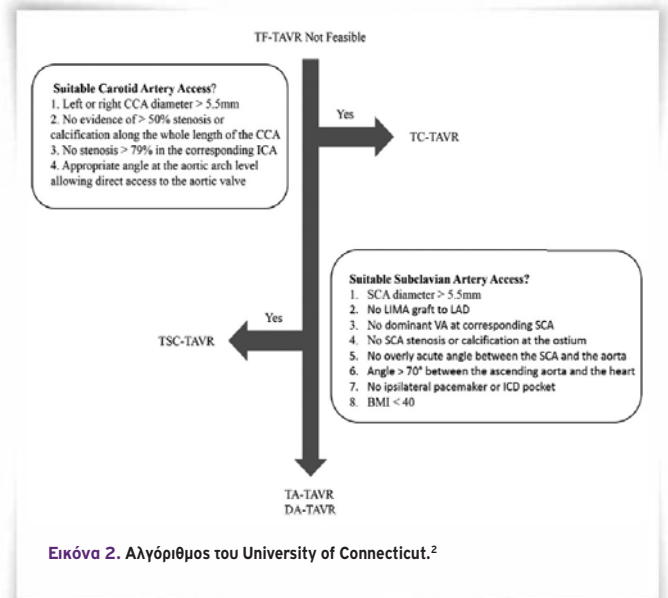 TF-TAVR Not Feasible
Suitable Carotid Artery Access?
1. Left or right CCA diameter > 5.5mm
2. No evidence of > 50% stenosis or
calcification along the whole length of the CCA
3. No stenosis > 79% in the corresponding ICA
4. Appropriate angle at the aortic arch level
allowing direct access to the aortic valve
Yes
TC-TAVR
Suitable Subclavian Artery Access?
1. SCA diameter > 5.5mm
2. No LIMA graft to LAD
3. No dominant VA at corresponding SCA
4. No SCA stenosis or calcification at the ostium
5. No overly acute angle between the SCA and the aorta
6. Angle > 70° between the ascending aorta and the heart
7. No ipsilateral pacemaker or ICD pocket
8. BMI < 40
Yes
TSC-TAVR
TA-TAVR
DA-TAVR
Εικόνα 2. Αλγόριθμος του University of Connecticut.²